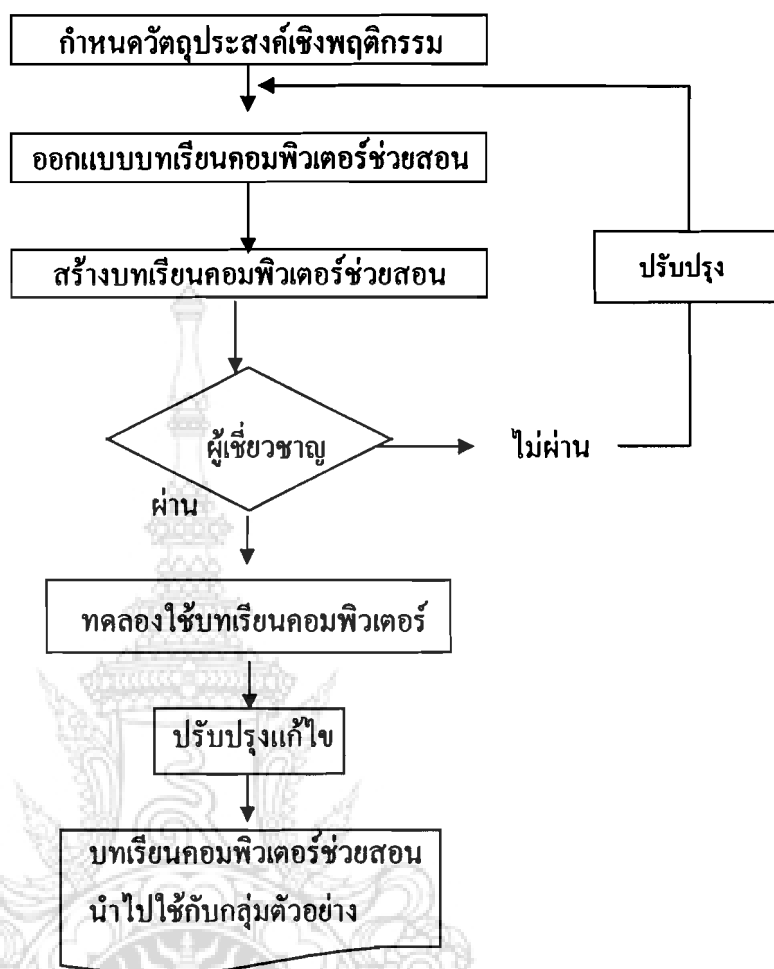 กำหนดวัตถุประสงค์เชิงพฤติกรรม
ออกแบบบทเรียนคอมพิวเตอร์ช่วยสอน
สร้างบทเรียนคอมพิวเตอร์ช่วยสอน
ปรับปรุง
ผู้เชี่ยวชาญ
ไม่ผ่าน
ผ่าน
ทดลองใช้บทเรียนคอมพิวเตอร์
ปรับปรุงแก้ไข
บทเรียนคอมพิวเตอร์ช่วยสอน
นำไปใช้กับกลุ่มตัวอย่าง